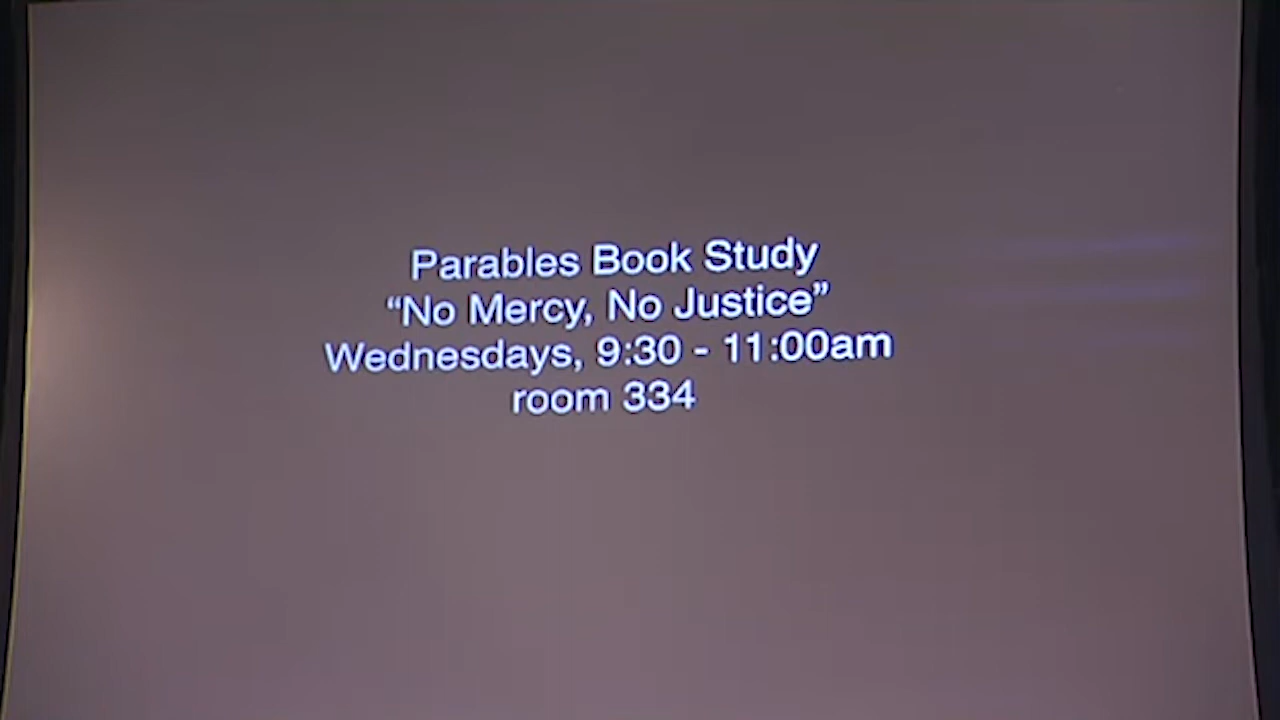 Parables Book Study
“No Mercy, No Justice”
Wednesdays, 9:30 - 11:00am
room 334